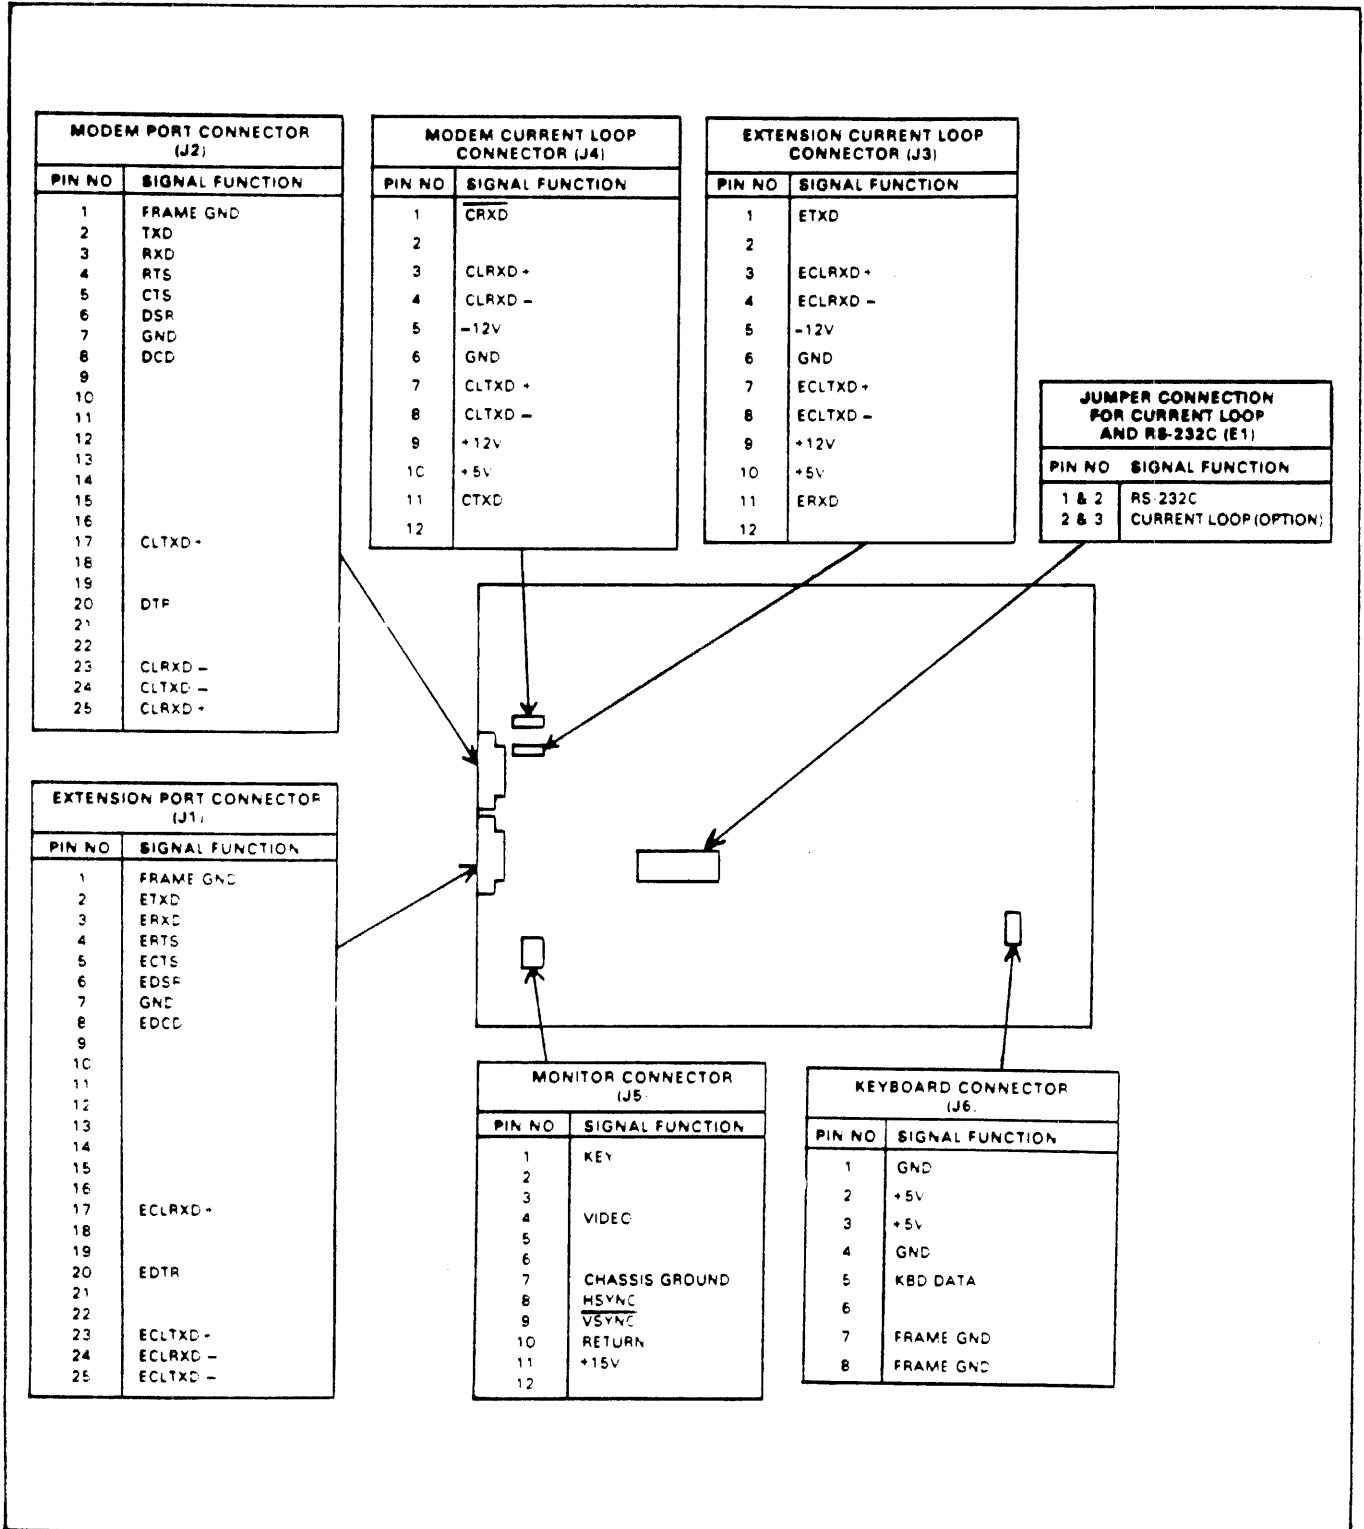 MODEM PORT CONNECTOR
(J2)
PIN NO SIGNAL FUNCTION
1 FRAME GND
2 TXD
3 RXD
4 RTS
5 CTS
6 DSR
7 GND
8 DCD
9
10
11
12
13
14
15
16
17 CLTXD+
18
19
20 DTR
21
22
23 CLRXD –
24 CLTXD –
25 CLRXD +
MODEM CURRENT LOOP
CONNECTOR (J4)
PIN NO SIGNAL FUNCTION
1 CRXD
2
3 CLRXD +
4 CLRXD –
5 –12V
6 GND
7 CLTXD +
8 CLTXD –
9 +12V
10 +5V
11 CTXD
12
EXTENSION CURRENT LOOP
CONNECTOR (J3)
PIN NO SIGNAL FUNCTION
1 ETXD
2
3 ECLRXD +
4 ECLRXD –
5 –12V
6 GND
7 ECLTXD +
8 ECLTXD –
9 +12V
10 +5V
11 ERXD
12
JUMPER CONNECTION
FOR CURRENT LOOP
AND RS-232C (E1)
PIN NO SIGNAL FUNCTION
1 & 2 RS-232C
2 & 3 CURRENT LOOP (OPTION)
EXTENSION PORT CONNECTOR
(J1)
PIN NO SIGNAL FUNCTION
1 FRAME GND
2 ETXD
3 ERXD
4 ERTS
5 ECTS
6 EDSR
7 GND
8 EDCD
9
10
11
12
13
14
15
16
17 ECLRXD +
18
19
20 EDTR
21
22
23 ECLTXD +
24 ECLRXD –
25 ECLTXD –
MONITOR CONNECTOR
(J5)
PIN NO SIGNAL FUNCTION
1 KEY
2
3
4 VIDEO
5
6
7 CHASSIS GROUND
8 HSYNC
9 VSYNC
10 RETURN
11 +15V
12
KEYBOARD CONNECTOR
(J6)
PIN NO SIGNAL FUNCTION
1 GND
2 +5V
3 +5V
4 GND
5 KBD DATA
6
7 FRAME GND
8 FRAME GND